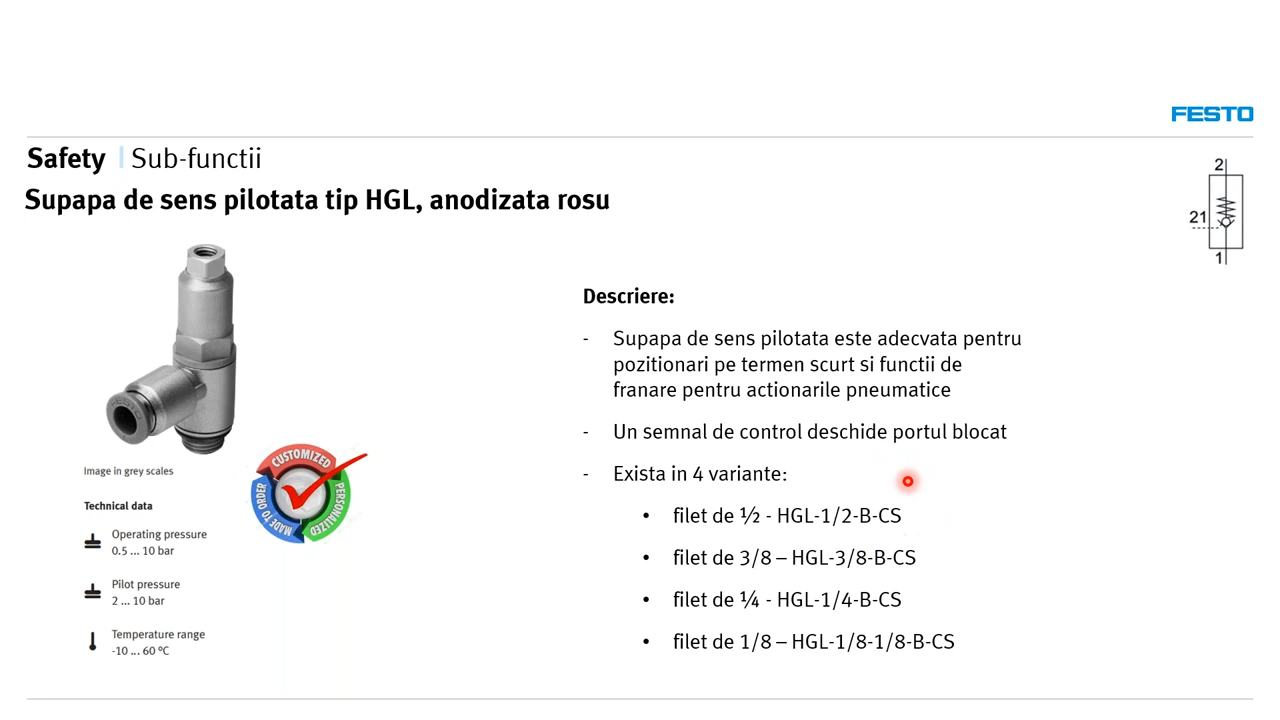 FESTO
Safety | Sub-functii
Supapa de sens pilotata tip HGL, anodizata rosu
2
21
1
Image in grey scales
CUSTOMIZED
PERSONALIZED
MADE TO ORDER
Technical data
Operating pressure
0.5 ... 10 bar
Pilot pressure
2 ... 10 bar
Temperature range
-10 ... 60 °C
Descriere:
- Supapa de sens pilotata este adecvata pentru
pozitionari pe termen scurt si functii de
franare pentru actionarile pneumatice
- Un semnal de control deschide portul blocat
- Exista in 4 variante:
• filet de ½ - HGL-1/2-B-CS
• filet de 3/8 – HGL-3/8-B-CS
• filet de ¼ - HGL-1/4-B-CS
• filet de 1/8 – HGL-1/8-1/8-B-CS